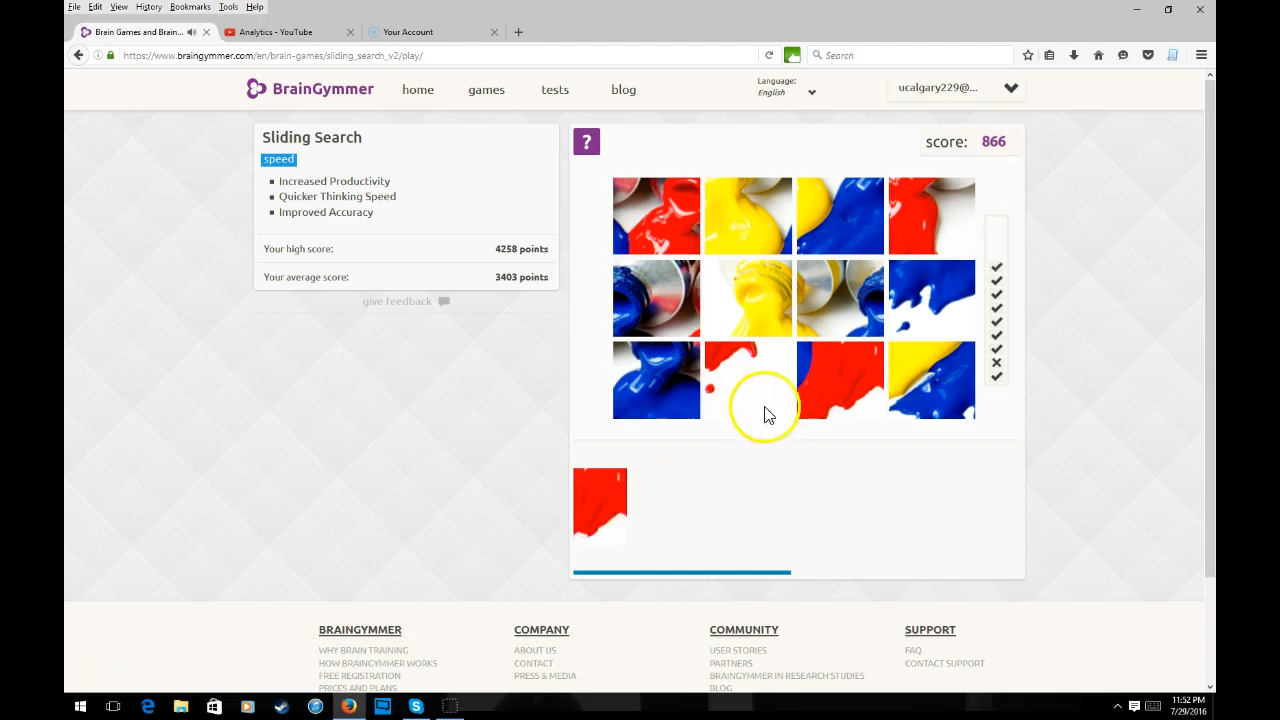 File Edit View History Bookmarks Tools Help
Brain Games and Brain... Analytics - YouTube Your Account
https://www.braingymmer.com/en/brain-games/sliding_search_v2/play/ Search
BrainGymmer home games tests blog Language: English ucalgary229@...
Sliding Search
speed
Increased Productivity
Quicker Thinking Speed
Improved Accuracy
Your high score: 4258 points
Your average score: 3403 points
give feedback
? score: 866
BRAINGYMMER COMPANY COMMUNITY SUPPORT
WHY BRAIN TRAINING ABOUT US USER STORIES FAQ
HOW BRAINGYMMER WORKS CONTACT PARTNERS CONTACT SUPPORT
FREE REGISTRATION PRESS & MEDIA BRAINGYMMER IN RESEARCH STUDIES
PRICES AND PLANS BLOG
11:52 PM
7/29/2016